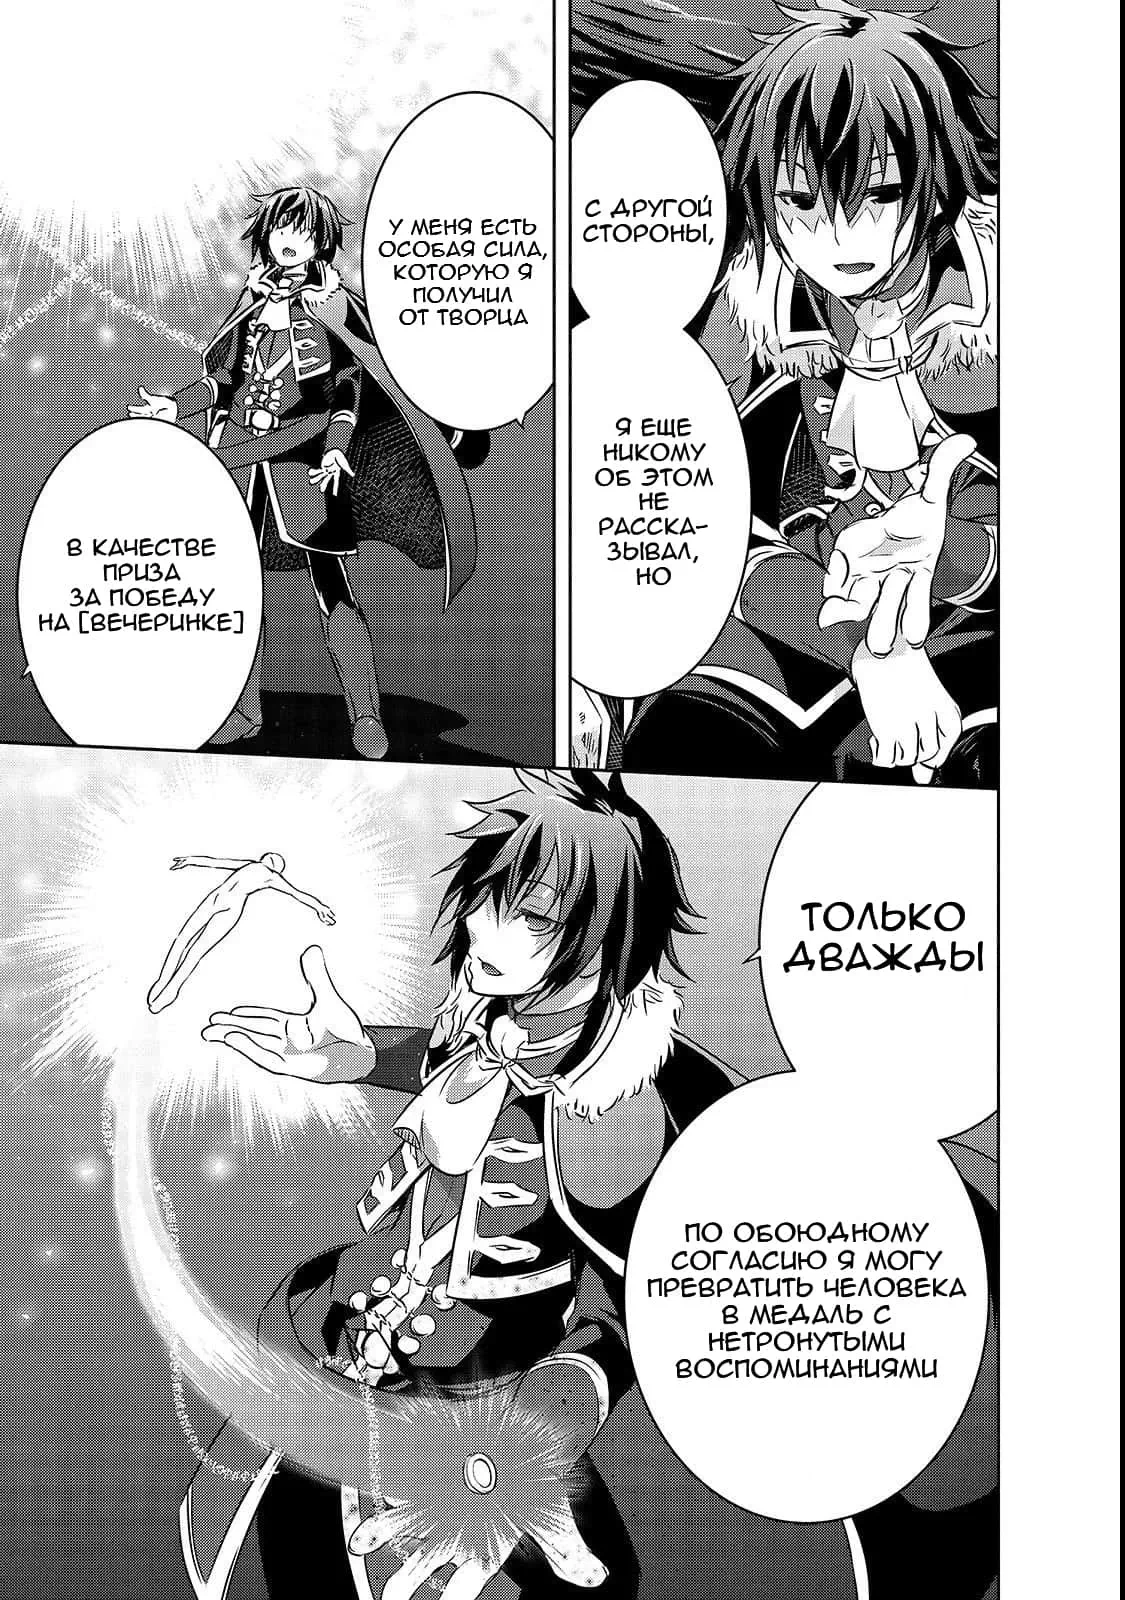 С ДРУГОЙ
СТОРОНЫ,
Я ЕЩЕ
НИКОМУ
ОБ ЭТОМ
НЕ
РАССКА-
ЗЫВАЛ,
НО
У МЕНЯ ЕСТЬ
ОСОБАЯ СИЛА,
КОТОРУЮ Я
ПОЛУЧИЛ
ОТ ТВОРЦА
В КАЧЕСТВЕ
ПРИЗА
ЗА ПОБЕДУ
НА [ВЕЧЕРИНКЕ]
ТОЛЬКО
ДВАЖДЫ
ПО ОБОЮДНОМУ
СОГЛАСИЮ Я МОГУ
ПРЕВРАТИТЬ ЧЕЛОВЕКА
В МЕДАЛЬ С
НЕТРОНУТЫМИ
ВОСПОМИНАНИЯМИ